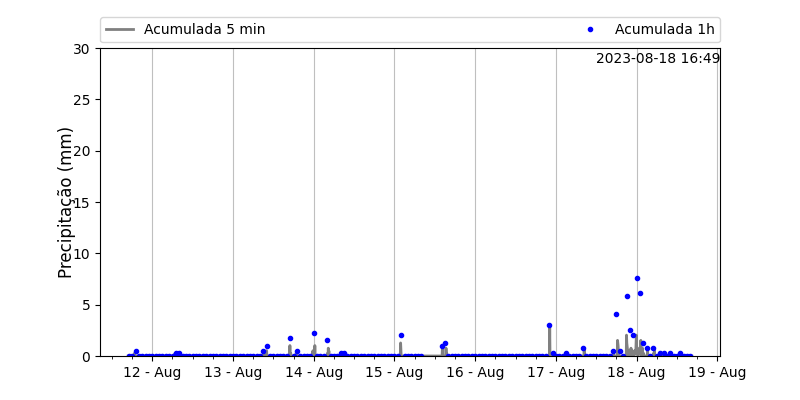 Acumulada 5 min Acumulada 1h
2023-08-18 16:49
Precipitação (mm)
30
25
20
15
10
5
0
12 - Aug 13 - Aug 14 - Aug 15 - Aug 16 - Aug 17 - Aug 18 - Aug 19 - Aug